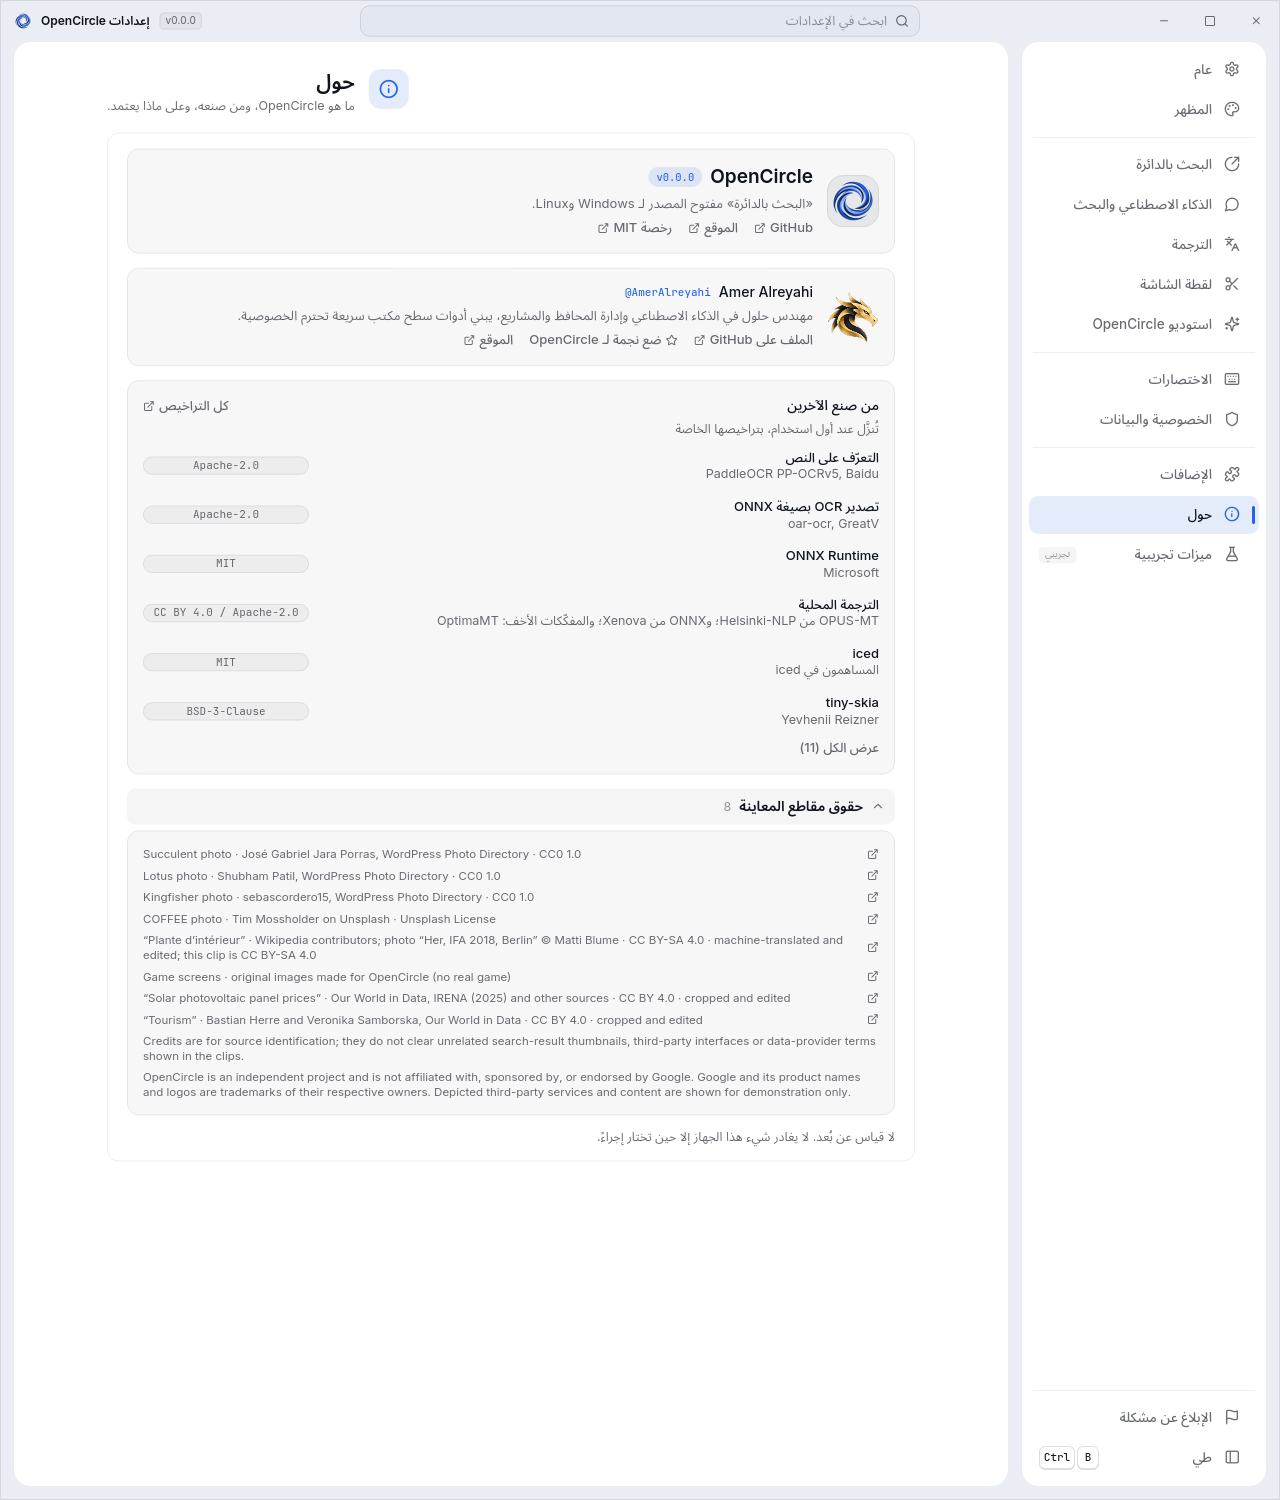 إعدادات OpenCircle
v0.0.0
ابحث في الإعدادات
عام
المظهر
البحث بالدائرة
الذكاء الاصطناعي والبحث
الترجمة
لقطة الشاشة
استوديو OpenCircle
الاختصارات
الخصوصية والبيانات
الإضافات
حول
ميزات تجريبية
تجريبي
الإبلاغ عن مشكلة
طي
Ctrl B
حول
ما هو OpenCircle، ومن صنعه، وعلى ماذا يعتمد.
OpenCircle v0.0.0
«البحث بالدائرة» مفتوح المصدر لـ Windows وLinux.
GitHub الموقع رخصة MIT
Amer Alreyahi @AmerAlreyahi
مهندس حلول في الذكاء الاصطناعي وإدارة المحافظ والمشاريع، يبني أدوات سطح مكتب سريعة تحترم الخصوصية.
الملف على GitHub ضع نجمة لـ OpenCircle الموقع
من صنع الآخرين
كل التراخيص
تُنزَّل عند أول استخدام، بتراخيصها الخاصة
التعرّف على النص
PaddleOCR PP-OCRv5, Baidu
Apache-2.0
تصدير OCR بصيغة ONNX
oar-ocr, GreatV
Apache-2.0
ONNX Runtime
Microsoft
MIT
الترجمة المحلية
OPUS-MT من Helsinki-NLP؛ وONNX من Xenova؛ والمفكّكات الأخف: OptimaMT
CC BY 4.0 / Apache-2.0
iced
المساهمون في iced
MIT
tiny-skia
Yevhenii Reizner
BSD-3-Clause
عرض الكل (11)
حقوق مقاطع المعاينة 8
Succulent photo · José Gabriel Jara Porras, WordPress Photo Directory · CC0 1.0
Lotus photo · Shubham Patil, WordPress Photo Directory · CC0 1.0
Kingfisher photo · sebascordero15, WordPress Photo Directory · CC0 1.0
COFFEE photo · Tim Mossholder on Unsplash · Unsplash License
“Plante d’intérieur” · Wikipedia contributors; photo “Her, IFA 2018, Berlin” © Matti Blume · CC BY-SA 4.0 · machine-translated and
edited; this clip is CC BY-SA 4.0
Game screens · original images made for OpenCircle (no real game)
“Solar photovoltaic panel prices” · Our World in Data, IRENA (2025) and other sources · CC BY 4.0 · cropped and edited
“Tourism” · Bastian Herre and Veronika Samborska, Our World in Data · CC BY 4.0 · cropped and edited
Credits are for source identification; they do not clear unrelated search-result thumbnails, third-party interfaces or data-provider terms
shown in the clips.
OpenCircle is an independent project and is not affiliated with, sponsored by, or endorsed by Google. Google and its product names
and logos are trademarks of their respective owners. Depicted third-party services and content are shown for demonstration only.
لا قياس عن بُعد. لا يغادر شيء هذا الجهاز إلا حين تختار إجراءً.